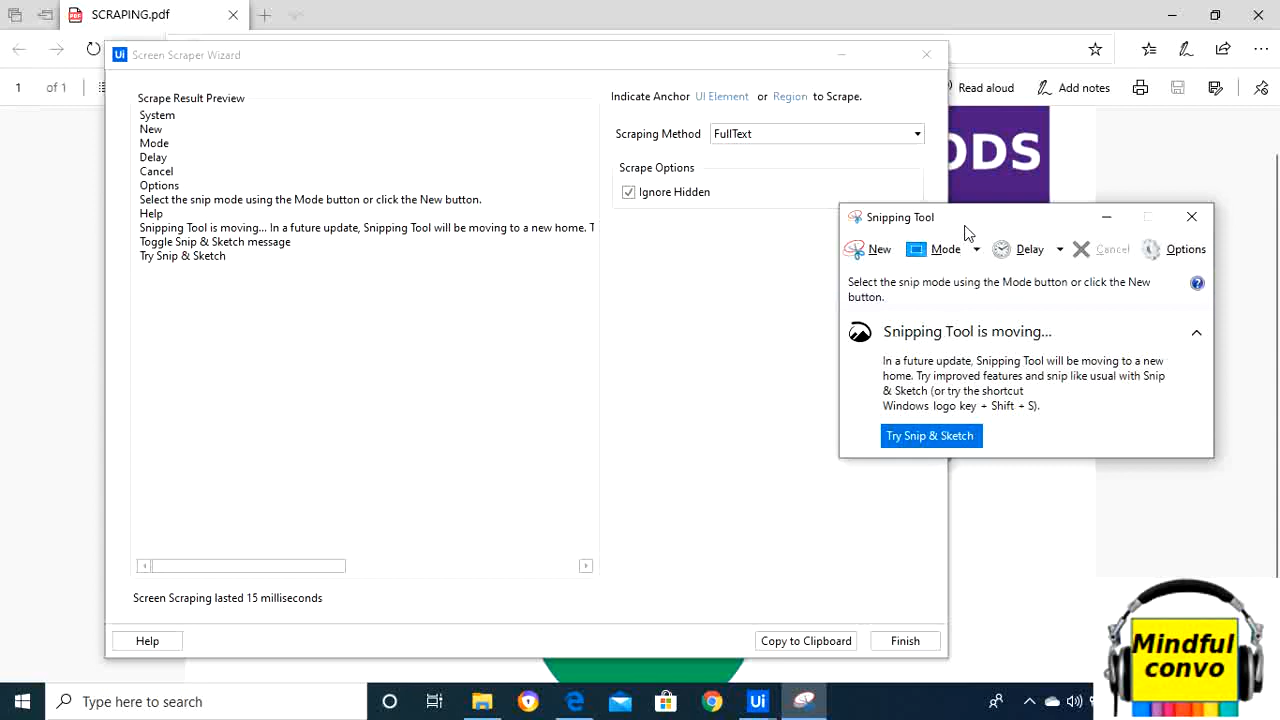 SCRAPING.pdf
Ui Screen Scraper Wizard
1 of 1
Read aloud
Add notes
Scrape Result Preview
System
New
Mode
Delay
Cancel
Options
Select the snip mode using the Mode button or click the New button.
Help
Snipping Tool is moving... In a future update, Snipping Tool will be moving to a new home. T
Toggle Snip & Sketch message
Try Snip & Sketch
Screen Scraping lasted 15 milliseconds
Help
Indicate Anchor UI Element or Region to Scrape.
Scraping Method FullText
Scrape Options
Ignore Hidden
Copy to Clipboard
Finish
ODS
Snipping Tool
New Mode Delay Cancel Options
Select the snip mode using the Mode button or click the New
button.
Snipping Tool is moving...
In a future update, Snipping Tool will be moving to a new
home. Try improved features and snip like usual with Snip
& Sketch (or try the shortcut
Windows logo key + Shift + S).
Try Snip & Sketch
Mindful
convo
Type here to search
Ui